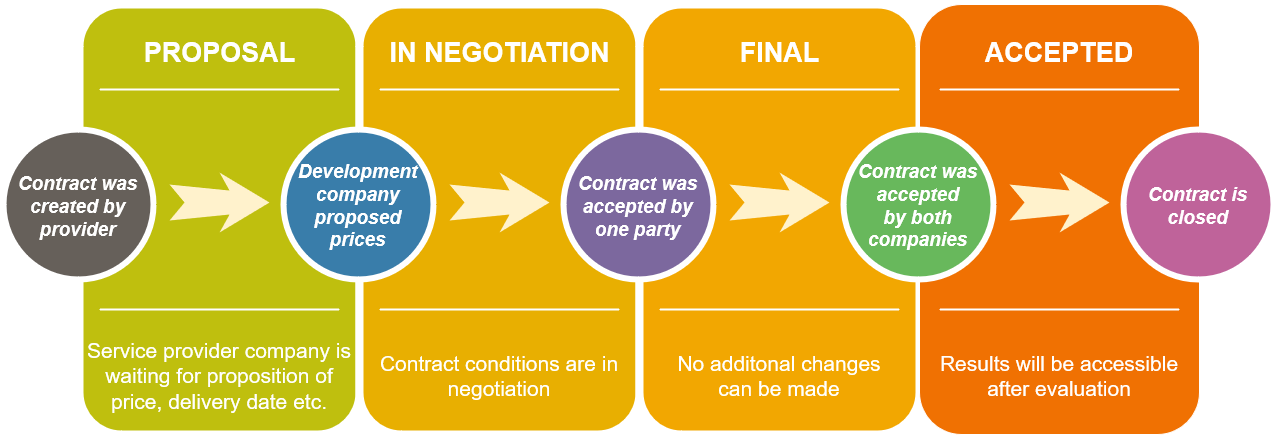 PROPOSAL
IN NEGOTIATION
FINAL
ACCEPTED
Contract was
created by
provider
Development
company
proposed
prices
Contract was
accepted by
one party
Contract was
accepted
by both
companies
Contract is
closed
Service provider company is
waiting for proposition of
price, delivery date etc.
Contract conditions are in
negotiation
No additonal changes
can be made
Results will be accessible
after evaluation